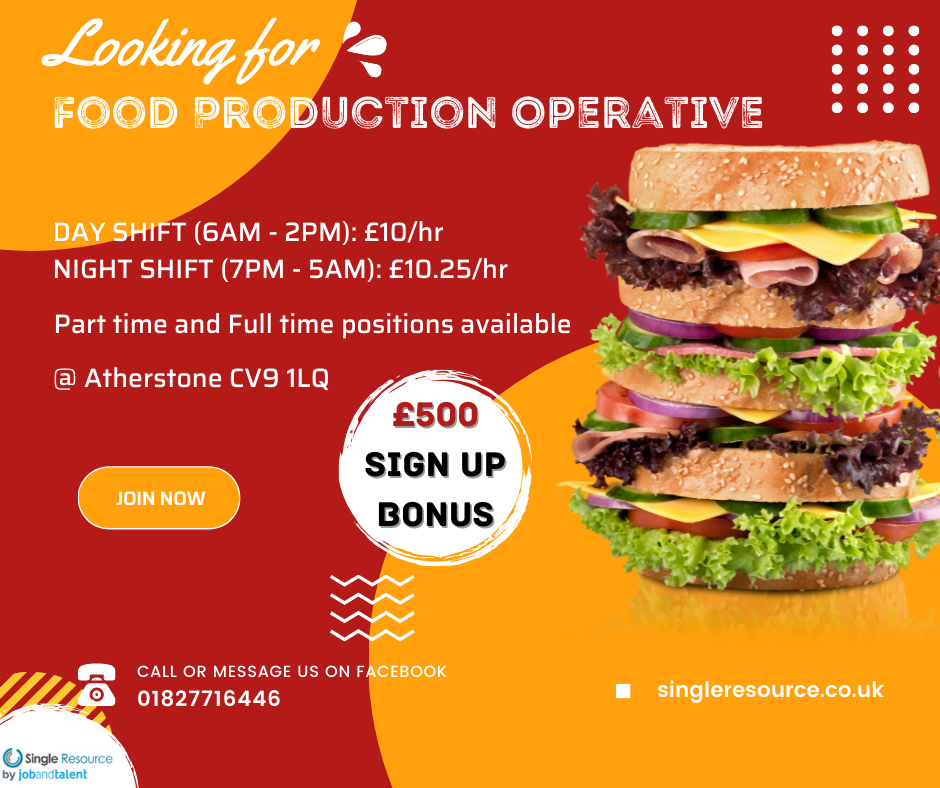 Looking for
FOOD PRODUCTION OPERATIVE
DAY SHIFT (6AM - 2PM): £10/hr
NIGHT SHIFT (7PM - 5AM): £10.25/hr
Part time and Full time positions available
@ Atherstone CV9 1LQ
£500
SIGN UP
BONUS
JOIN NOW
CALL OR MESSAGE US ON FACEBOOK
01827716446
singleresource.co.uk
Single Resource
by jobandtalent